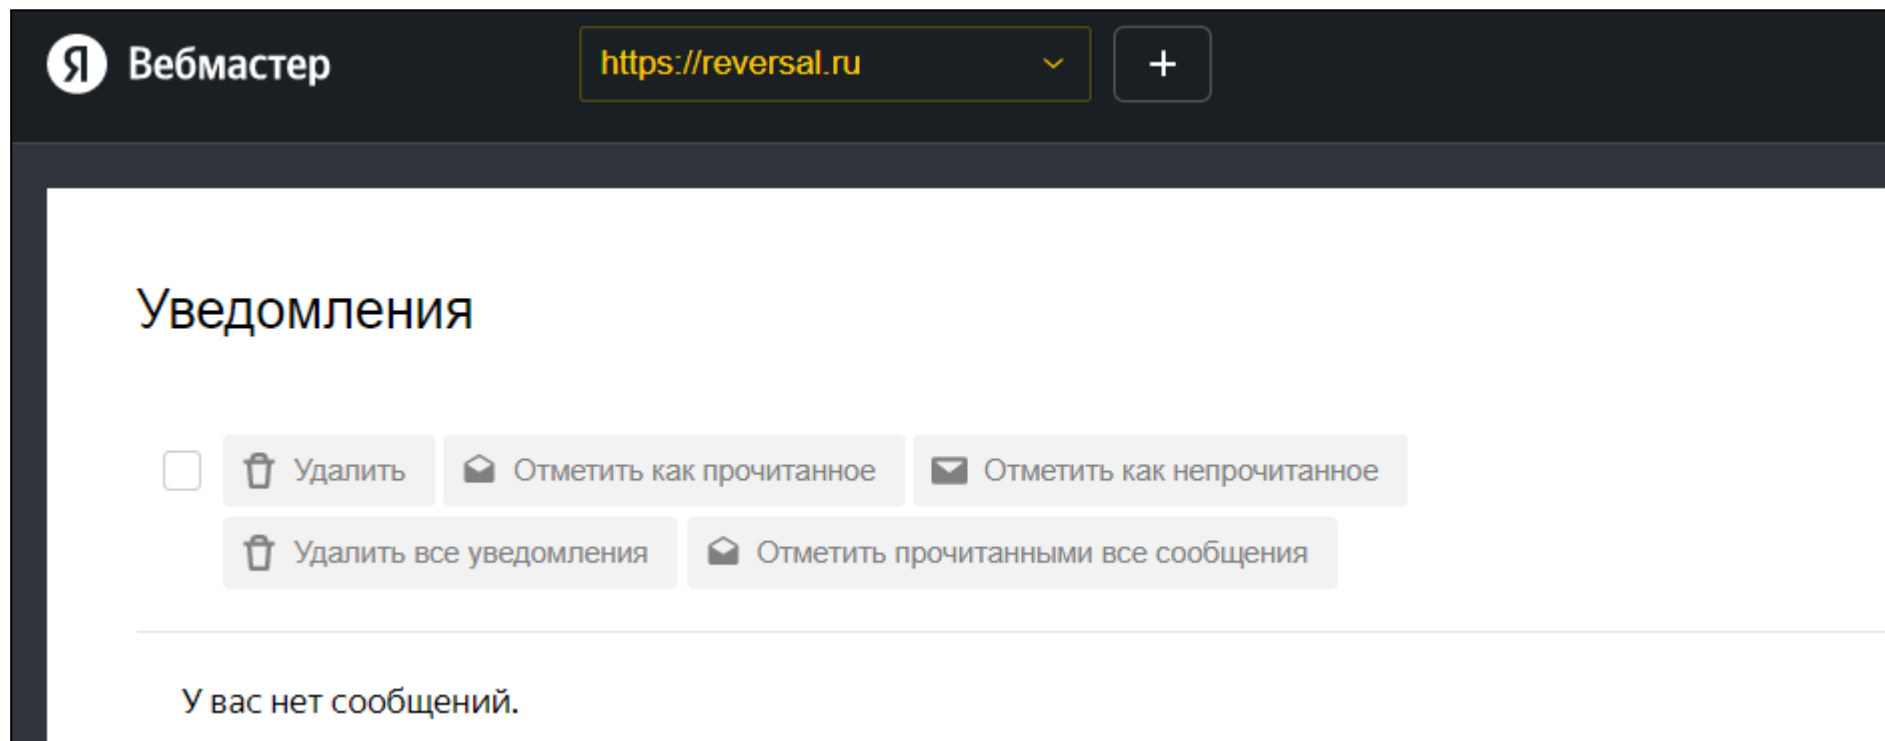 Я Вебмастер https://reversal.ru +
Уведомления
Удалить Отметить как прочитанное Отметить как непрочитанное
Удалить все уведомления Отметить прочитанными все сообщения
У вас нет сообщений.